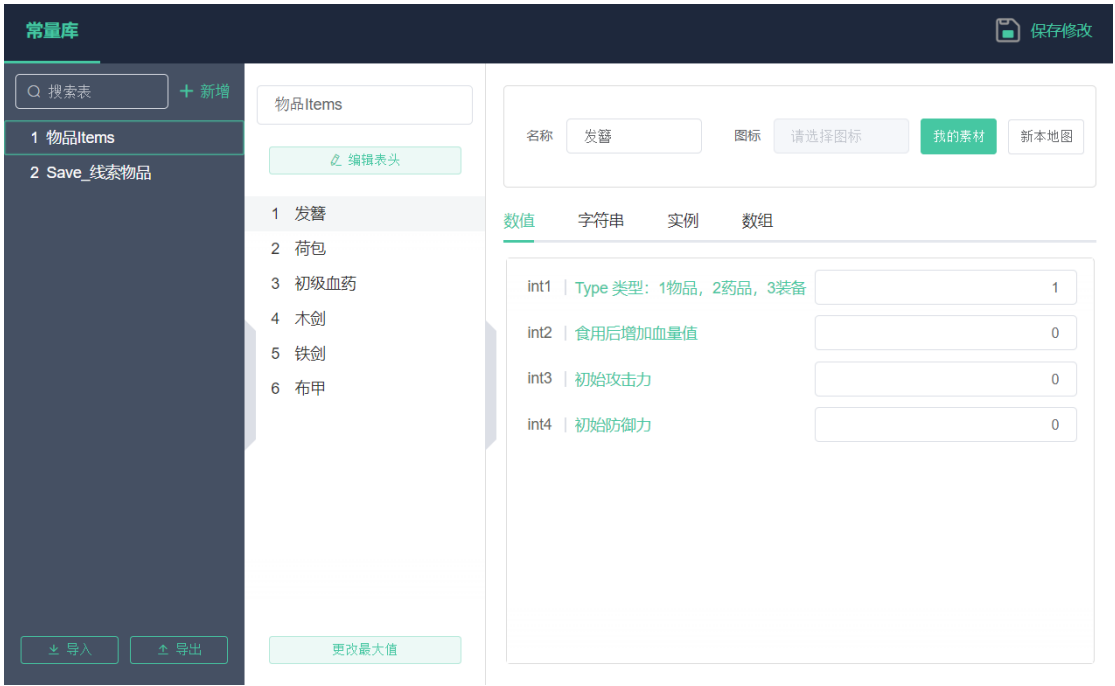 常量库
保存修改
搜索表
新增
1 物品Items
2 Save_线索物品
导入
导出
物品Items
编辑表头
1 发簪
2 荷包
3 初级血药
4 木剑
5 铁剑
6 布甲
更改最大值
名称 发簪 图标 请选择图标 我的素材 新本地图
数值 字符串 实例 数组
int1 Type 类型：1物品，2药品，3装备 1
int2 食用后增加血量值 0
int3 初始攻击力 0
int4 初始防御力 0